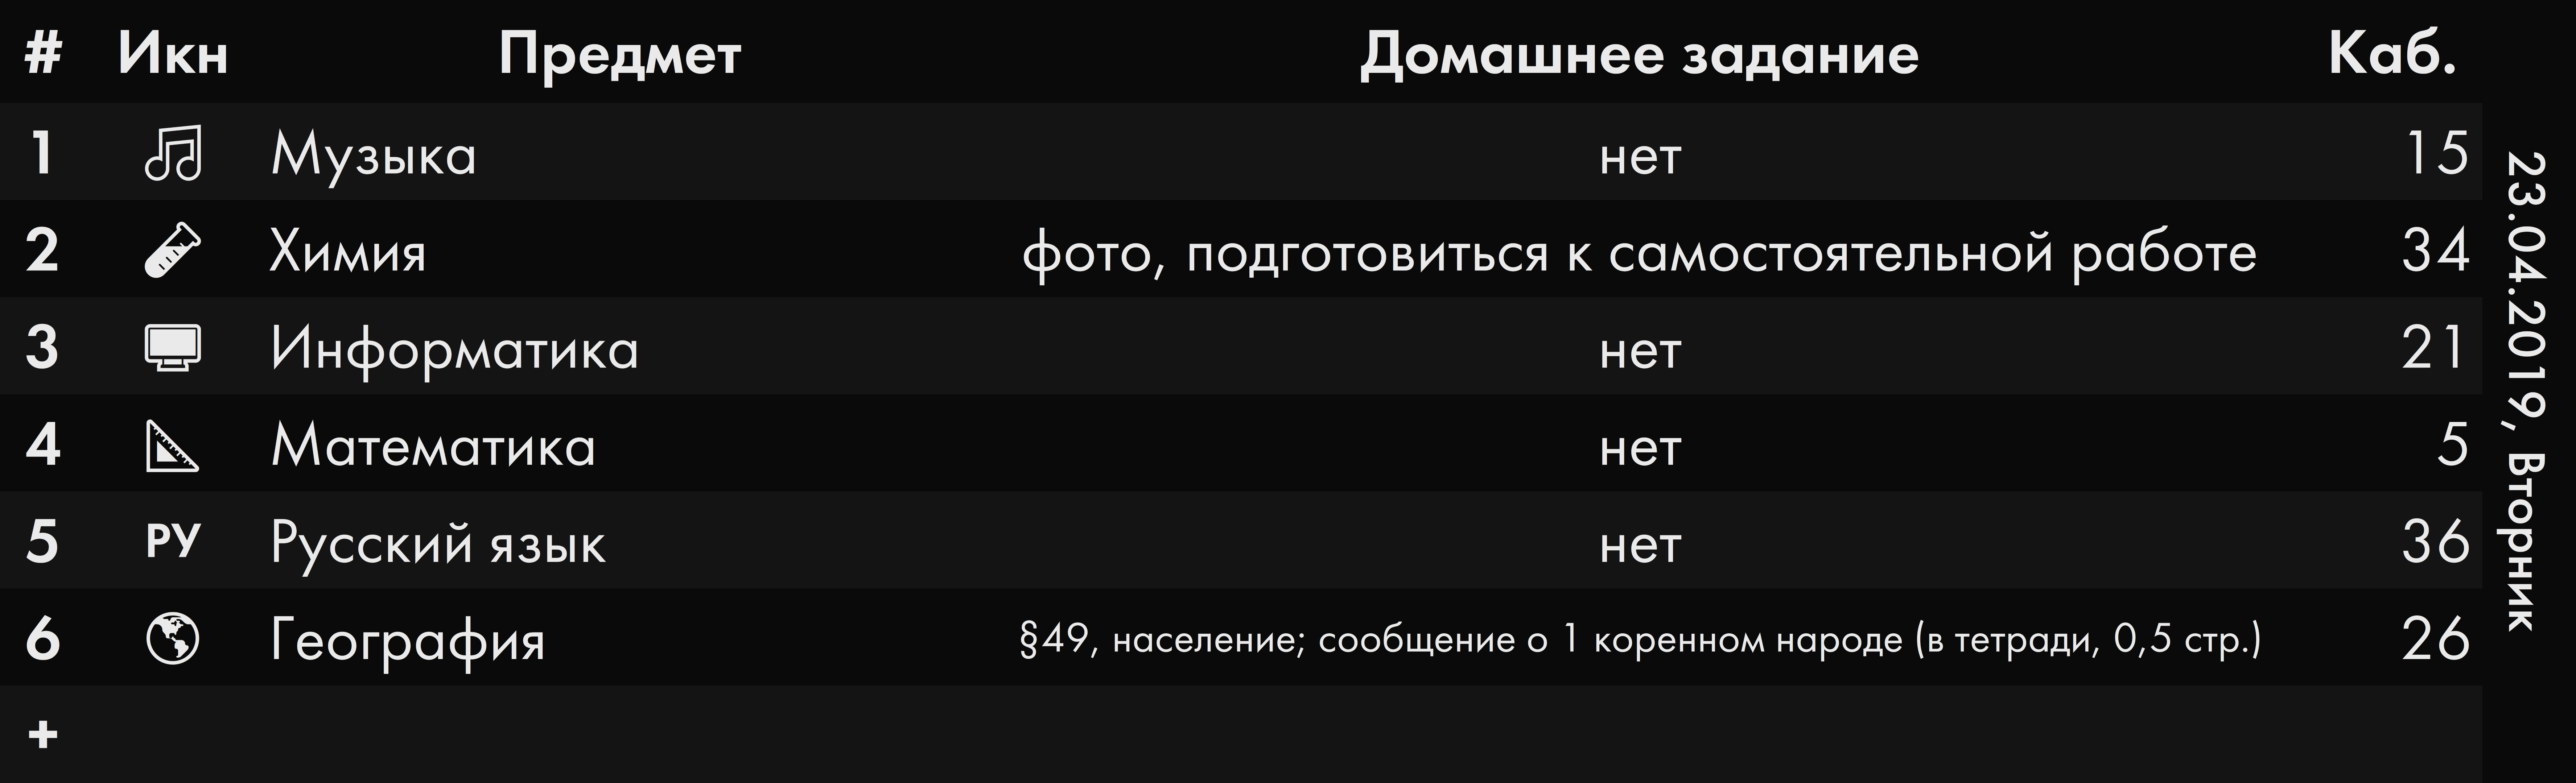 # Икн Предмет Домашнее задание Каб.
1 Музыка нет 15
2 Химия фото, подготовиться к самостоятельной работе 34
3 Информатика нет 21
4 Математика нет 5
5 РУ Русский язык нет 36
6 География §49, население; сообщение о 1 коренном народе (в тетради, 0,5 стр.) 26
+
23.04.2019, Вторник